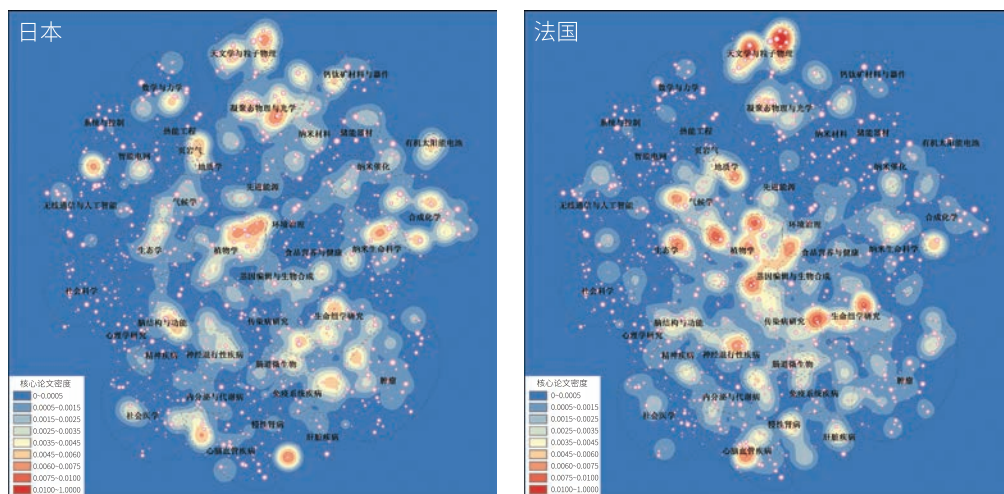 日本
天文学与粒子物理
钙钛矿材料与器件
数学与力学
凝聚态物理与光学
系统与控制
热能工程
纳米材料
储能器材
有机太阳能电池
页岩气
智能电网
地质学
纳米催化
先进能源
无线通信与人工智能
气候学
合成化学
环境治理
生态学
植物学
食品营养与健康
纳米生命科学
基因编辑与生物合成
社会科学
脑结构与功能
传染病研究
生命组学研究
心理学研究
精神疾病
神经退行性疾病
肠道微生物
肿瘤
内分泌与代谢病
免疫系统疾病
社会医学
慢性肾病
肝脏疾病
心脑血管疾病
核心论文密度
0~0.0005
0.0005~0.0015
0.0015~0.0025
0.0025~0.0035
0.0035~0.0045
0.0045~0.0060
0.0060~0.0075
0.0075~0.0100
0.0100~1.0000
法国
天文学与粒子物理
钙钛矿材料与器件
数学与力学
凝聚态物理与光学
系统与控制
热能工程
纳米材料
储能器材
有机太阳能电池
页岩气
智能电网
地质学
纳米催化
先进能源
无线通信与人工智能
气候学
合成化学
环境治理
生态学
植物学
食品营养与健康
纳米生命科学
基因编辑与生物合成
社会科学
脑结构与功能
传染病研究
生命组学研究
心理学研究
精神疾病
神经退行性疾病
肠道微生物
肿瘤
内分泌与代谢病
免疫系统疾病
社会医学
慢性肾病
肝脏疾病
心脑血管疾病
核心论文密度
0~0.0005
0.0005~0.0015
0.0015~0.0025
0.0025~0.0035
0.0035~0.0045
0.0045~0.0060
0.0060~0.0075
0.0075~0.0100
0.0100~1.0000